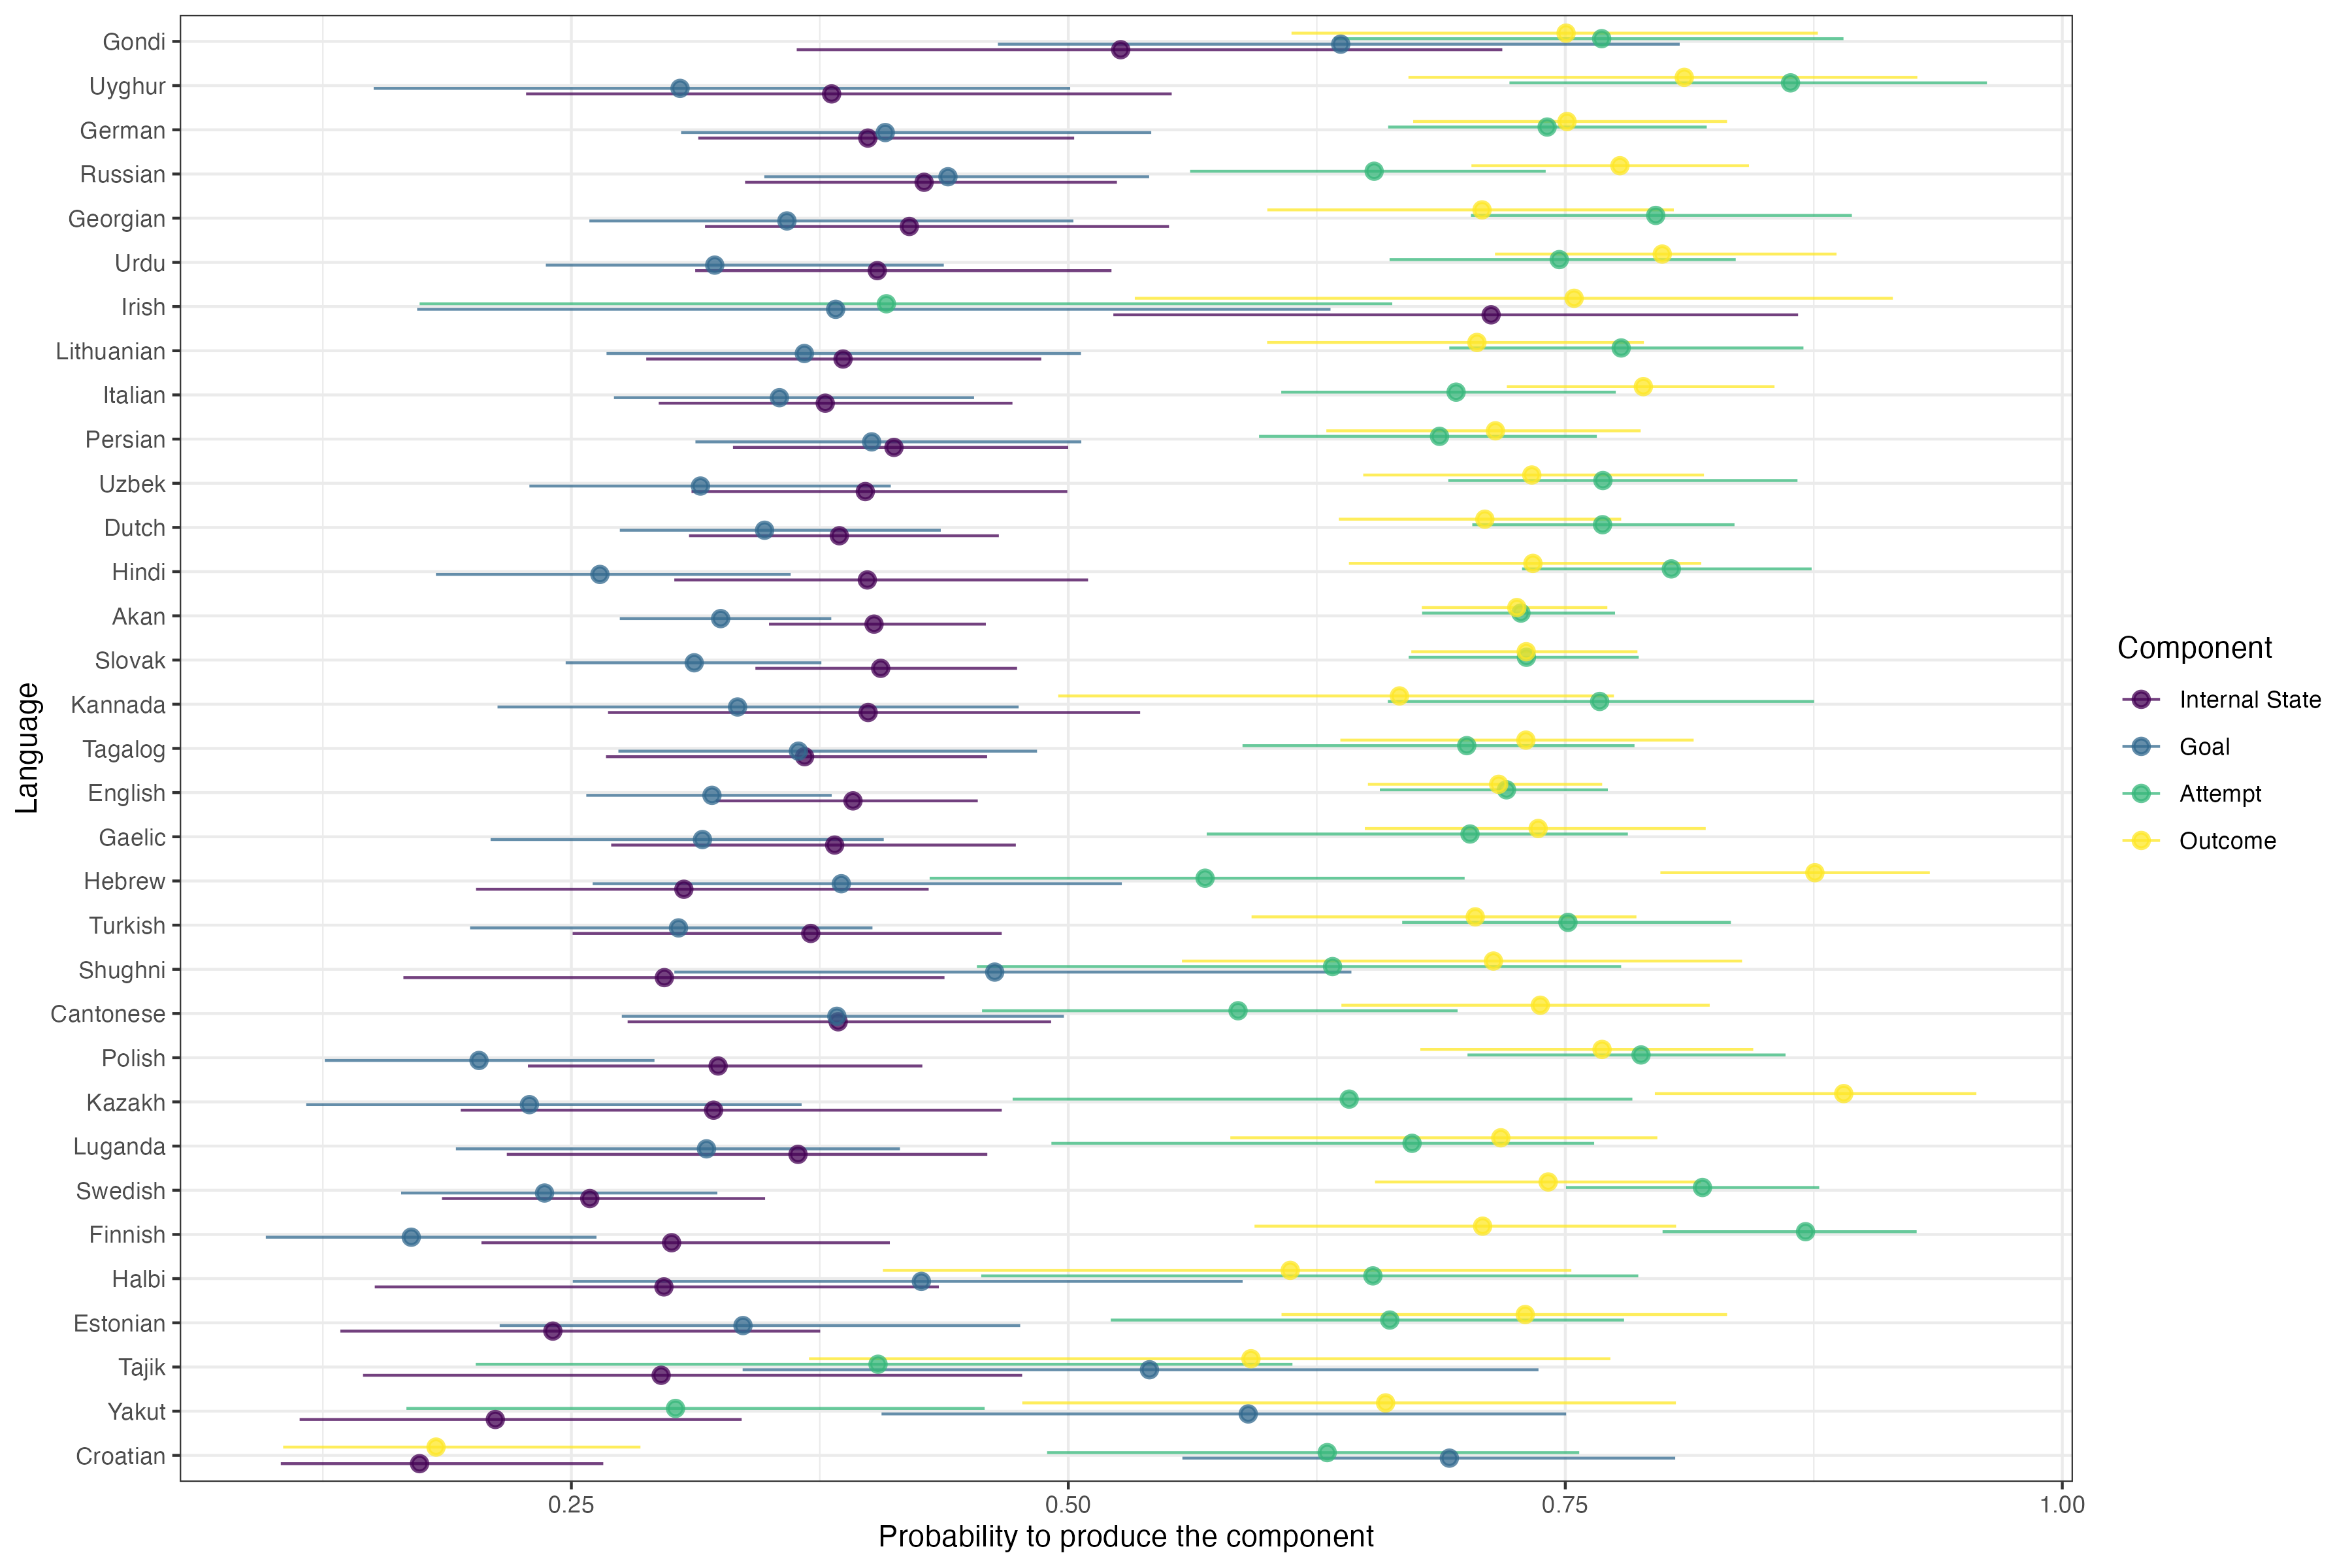 Language
Gondi
Uyghur
German
Russian
Georgian
Urdu
Irish
Lithuanian
Italian
Persian
Uzbek
Dutch
Hindi
Akan
Slovak
Kannada
Tagalog
English
Gaelic
Hebrew
Turkish
Shughni
Cantonese
Polish
Kazakh
Luganda
Swedish
Finnish
Halbi
Estonian
Tajik
Yakut
Croatian
0.25 0.50 0.75 1.00
Probability to produce the component
Component
Internal State
Goal
Attempt
Outcome